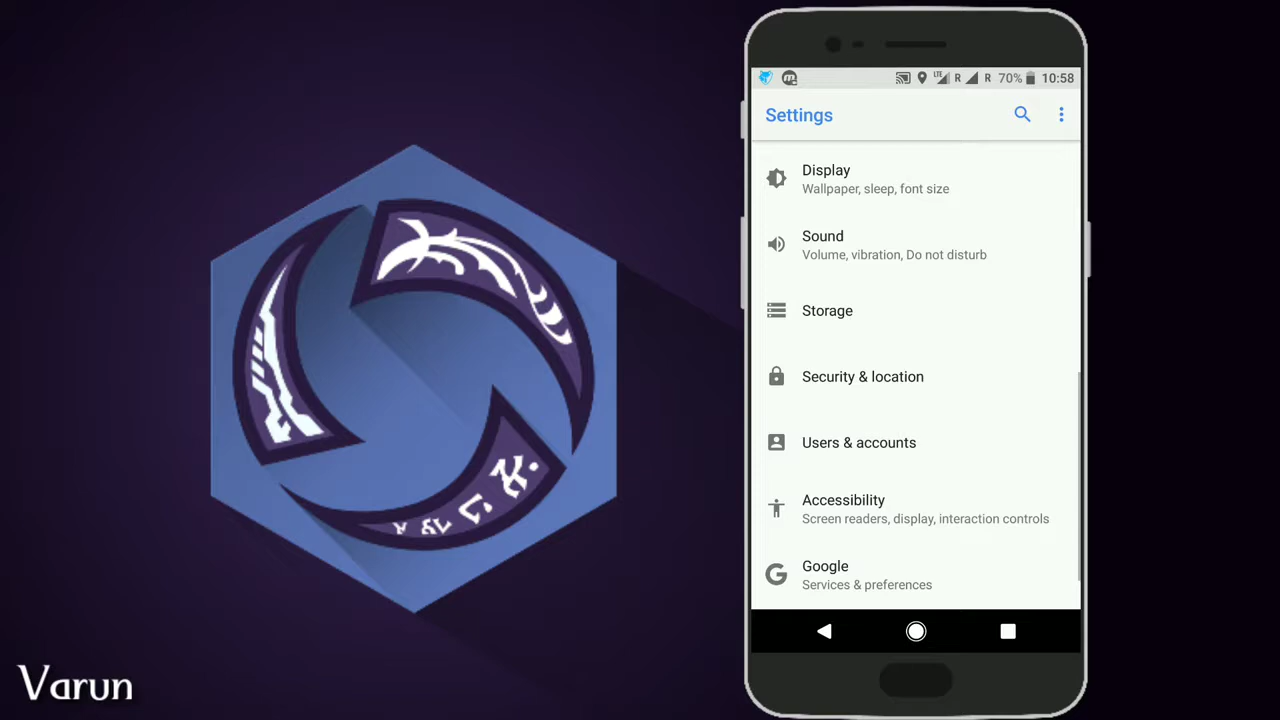 LTE R R 70% 10:58
Settings
Display
Wallpaper, sleep, font size
Sound
Volume, vibration, Do not disturb
Storage
Security & location
Users & accounts
Accessibility
Screen readers, display, interaction controls
Google
Services & preferences
Varun